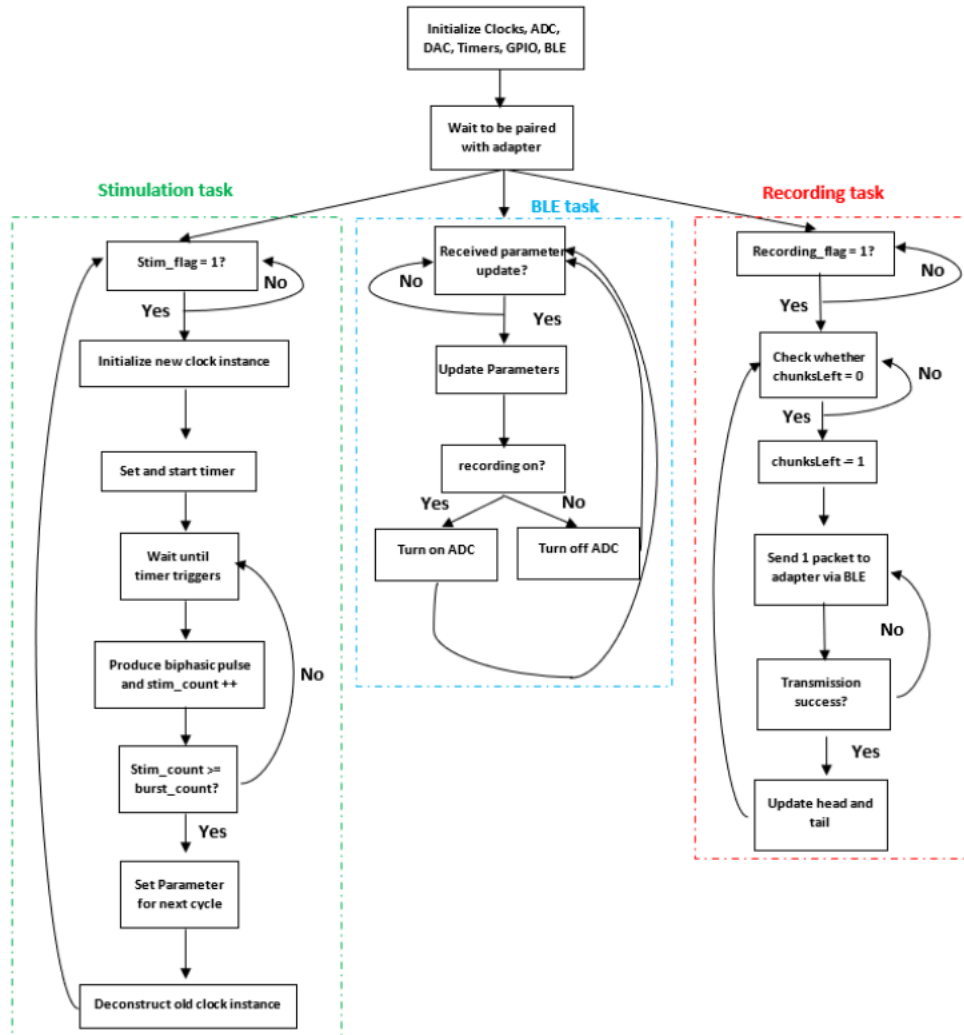 Initialize Clocks, ADC,
DAC, Timers, GPIO, BLE
Wait to be paired
with adapter
Stimulation task
Stim_flag = 1?
No
Yes
Initialize new clock instance
Set and start timer
Wait until
timer triggers
Produce biphasic pulse
and stim_count ++
No
Stim_count >=
burst_count?
Yes
Set Parameter
for next cycle
Deconstruct old clock instance
BLE task
Received parameter
update?
No
Yes
Update Parameters
recording on?
Yes
No
Turn on ADC
Turn off ADC
Recording task
Recording_flag = 1?
No
Yes
Check whether
chunksLeft = 0
No
Yes
chunksLeft -= 1
Send 1 packet to
adapter via BLE
No
Transmission
success?
Yes
Update head and
tail